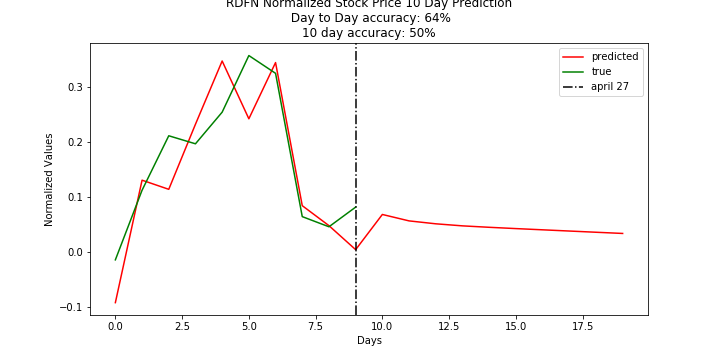 RDFN Normalized Stock Price 10 Day Prediction
Day to Day accuracy: 64%
10 day accuracy: 50%
predicted
true
april 27
Normalized Values
0.3
0.2
0.1
0.0
−0.1
0.0
2.5
5.0
7.5
10.0
12.5
15.0
17.5
Days